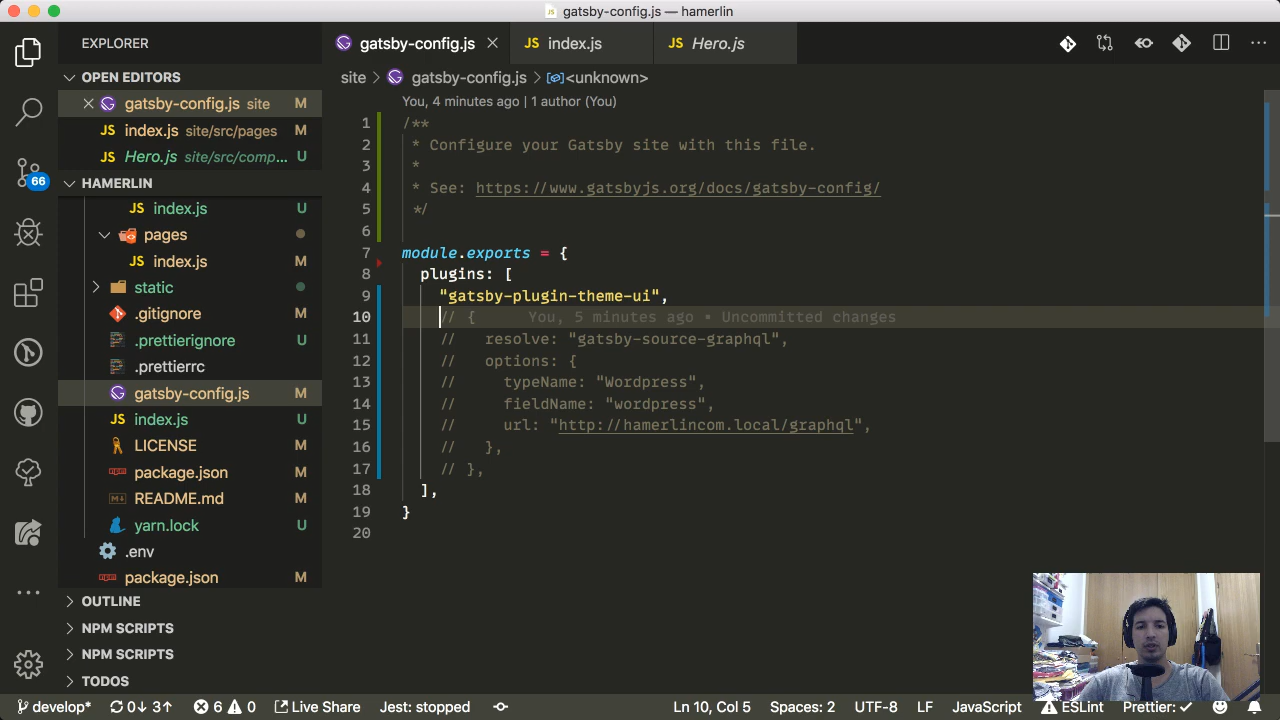 gatsby-config.js — hamerlin
EXPLORER
OPEN EDITORS
gatsby-config.js site M
JS index.js site/src/pages M
JS Hero.js site/src/comp... U
HAMERLIN
JS index.js U
pages
JS index.js M
static
.gitignore M
.prettierignore U
.prettierrc
gatsby-config.js M
JS index.js U
LICENSE M
package.json M
README.md M
yarn.lock U
.env
package.json M
OUTLINE
NPM SCRIPTS
NPM SCRIPTS
TODOS
66
gatsby-config.js
JS index.js
JS Hero.js
site > gatsby-config.js > <unknown>
You, 4 minutes ago | 1 author (You)
1 /**
2 * Configure your Gatsby site with this file.
3 *
4 * See: https://www.gatsbyjs.org/docs/gatsby-config/
5 */
6
7 module.exports = {
8 plugins: [
9 "gatsby-plugin-theme-ui",
10 // { You, 5 minutes ago • Uncommitted changes
11 // resolve: "gatsby-source-graphql",
12 // options: {
13 // typeName: "Wordpress",
14 // fieldName: "wordpress",
15 // url: "http://hamerlincom.local/graphql",
16 // },
17 // },
18 ],
19 }
20
develop* 0↓ 3↑ 6 0 Live Share Jest: stopped Ln 10, Col 5 Spaces: 2 UTF-8 LF JavaScript ESLint Prettier: ✓